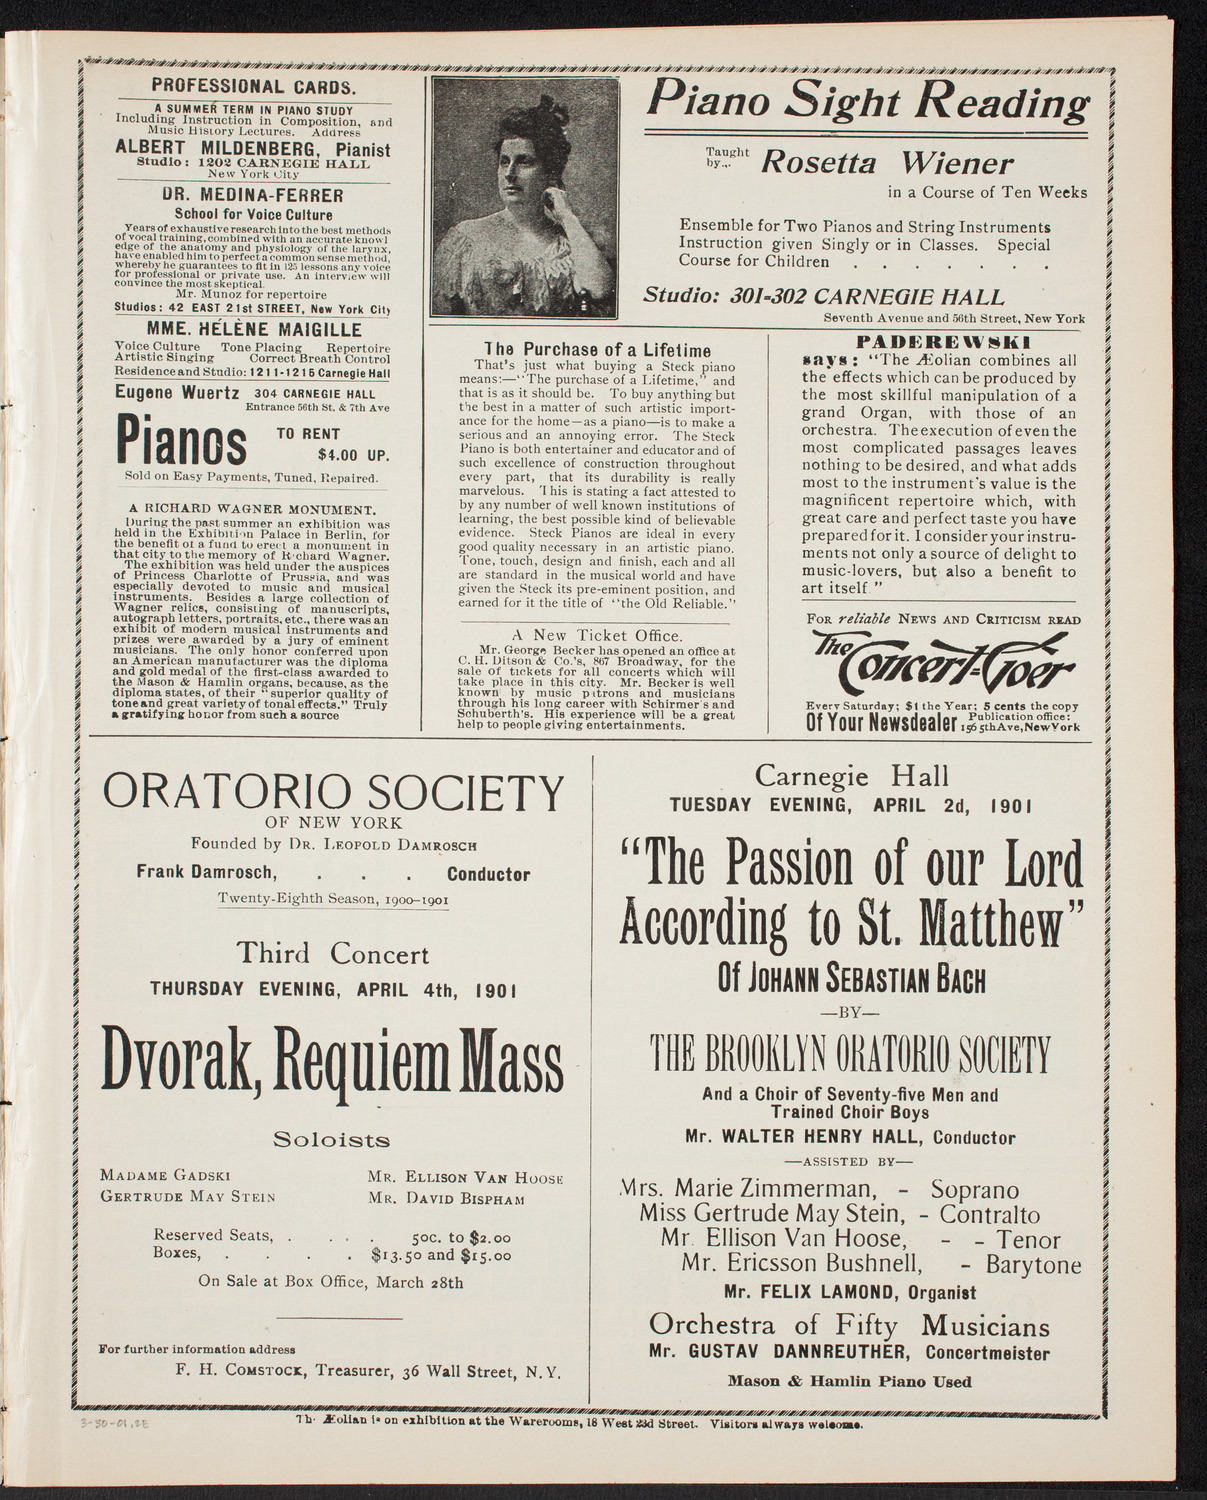 PROFESSIONAL CARDS.
A SUMMER TERM IN PIANO STUDY
Including Instruction in Composition, and
Music History Lectures. Address
ALBERT MILDENBERG, Pianist
Studio: 1202 CARNEGIE HALL
New York City
DR. MEDINA-FERRER
School for Voice Culture
Years of exhaustive research into the best methods
of vocal training, combined with an accurate knowl
edge of the anatomy and physiology of the larynx,
have enabled him to perfect a common sense method,
whereby he guarantees to fit in 125 lessons any voice
for professional or private use. An interview will
convince the most skeptical.
Mr. Munoz for repertoire
Studios: 42 EAST 21st STREET, New York City
MME. HÉLÈNE MAIGILLE
Voice Culture Tone Placing Repertoire
Artistic Singing Correct Breath Control
Residence and Studio: 1211-1215 Carnegie Hall
Eugene Wuertz 304 CARNEGIE HALL
Entrance 56th St. & 7th Ave
Pianos TO RENT
$4.00 UP.
Sold on Easy Payments, Tuned, Repaired.
A RICHARD WAGNER MONUMENT.
During the past summer an exhibition was
held in the Exhibition Palace in Berlin, for
the benefit of a fund to erect a monument in
that city to the memory of Richard Wagner.
The exhibition was held under the auspices
of Princess Charlotte of Prussia, and was
especially devoted to music and musical
instruments. Besides a large collection of
Wagner relics, consisting of manuscripts,
autograph letters, portraits, etc., there was an
exhibit of modern musical instruments and
prizes were awarded by a jury of eminent
musicians. The only honor conferred upon
an American manufacturer was the diploma
and gold medal of the first-class awarded to
the Mason & Hamlin organs, because, as the
diploma states, of their "superior quality of
tone and great variety of tonal effects." Truly
a gratifying honor from such a source
Piano Sight Reading
Taught
by... Rosetta Wiener
in a Course of Ten Weeks
Ensemble for Two Pianos and String Instruments
Instruction given Singly or in Classes. Special
Course for Children . . . . . . .
Studio: 301-302 CARNEGIE HALL
Seventh Avenue and 56th Street, New York
The Purchase of a Lifetime
That's just what buying a Steck piano
means:—"The purchase of a Lifetime," and
that is as it should be. To buy anything but
the best in a matter of such artistic import-
ance for the home—as a piano—is to make a
serious and an annoying error. The Steck
Piano is both entertainer and educator and of
such excellence of construction throughout
every part, that its durability is really
marvelous. This is stating a fact attested to
by any number of well known institutions of
learning, the best possible kind of believable
evidence. Steck Pianos are ideal in every
good quality necessary in an artistic piano.
Tone, touch, design and finish, each and all
are standard in the musical world and have
given the Steck its pre-eminent position, and
earned for it the title of "the Old Reliable."
A New Ticket Office.
Mr. George Becker has opened an office at
C. H. Ditson & Co.'s, 867 Broadway, for the
sale of tickets for all concerts which will
take place in this city. Mr. Becker is well
known by music patrons and musicians
through his long career with Schirmer's and
Schuberth's. His experience will be a great
help to people giving entertainments.
PADEREWSKI
says: "The Æolian combines all
the effects which can be produced by
the most skillful manipulation of a
grand Organ, with those of an
orchestra. The execution of even the
most complicated passages leaves
nothing to be desired, and what adds
most to the instrument's value is the
magnificent repertoire which, with
great care and perfect taste you have
prepared for it. I consider your instru-
ments not only a source of delight to
music-lovers, but also a benefit to
art itself."
FOR reliable NEWS AND CRITICISM READ
The Concert-Goer
Every Saturday; $1 the Year; 5 cents the copy
Of Your Newsdealer Publication office:
156 5th Ave, New York
ORATORIO SOCIETY
OF NEW YORK
Founded by DR. LEOPOLD DAMROSCH
Frank Damrosch, . . . Conductor
Twenty-Eighth Season, 1900-1901
Third Concert
THURSDAY EVENING, APRIL 4th, 1901
Dvorak, Requiem Mass
Soloists
MADAME GADSKI MR. ELLISON VAN HOOSE
GERTRUDE MAY STEIN MR. DAVID BISPHAM
Reserved Seats, . . . . 50c. to $2.00
Boxes, . . . . $13.50 and $15.00
On Sale at Box Office, March 28th
For further information address
F. H. COMSTOCK, Treasurer, 36 Wall Street, N. Y.
Carnegie Hall
TUESDAY EVENING, APRIL 2d, 1901
"The Passion of our Lord
According to St. Matthew"
Of JOHANN SEBASTIAN BACH
—BY—
THE BROOKLYN ORATORIO SOCIETY
And a Choir of Seventy-five Men and
Trained Choir Boys
Mr. WALTER HENRY HALL, Conductor
—ASSISTED BY—
Mrs. Marie Zimmerman, - Soprano
Miss Gertrude May Stein, - Contralto
Mr. Ellison Van Hoose, - - Tenor
Mr. Ericsson Bushnell, - Barytone
Mr. FELIX LAMOND, Organist
Orchestra of Fifty Musicians
Mr. GUSTAV DANNREUTHER, Concertmeister
Mason & Hamlin Piano Used
3-30-01.2E
The Æolian is on exhibition at the Warerooms, 18 West 23d Street. Visitors always welcome.